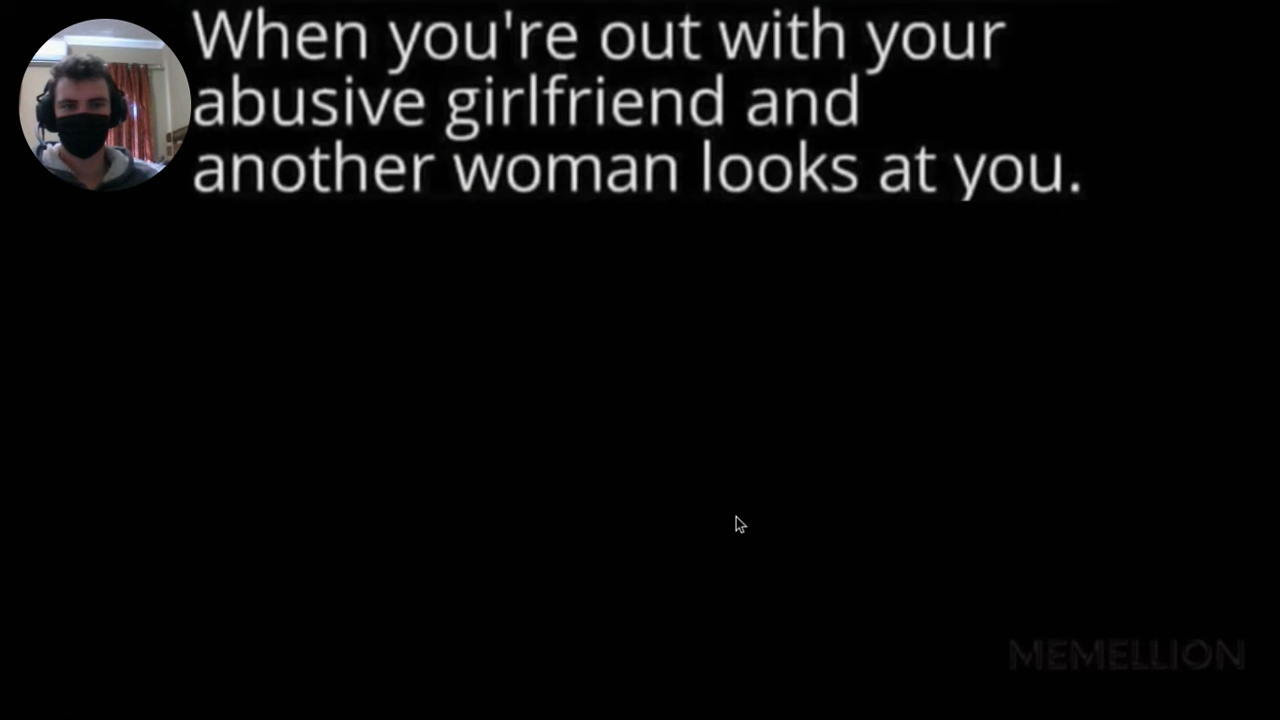 When you're out with your
abusive girlfriend and
another woman looks at you.
MEMELLION